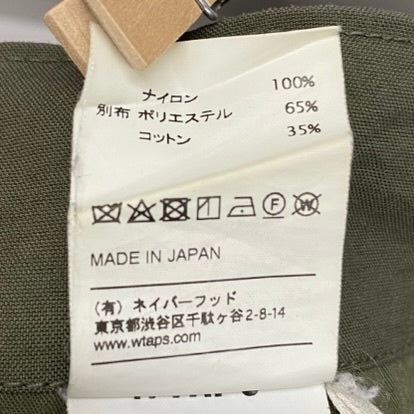 ナイロン 100%
別布 ポリエステル 65%
コットン 35%
MADE IN JAPAN
(有) ネイバーフッド
東京都渋谷区千駄ヶ谷2-8-14
www.wtaps.com